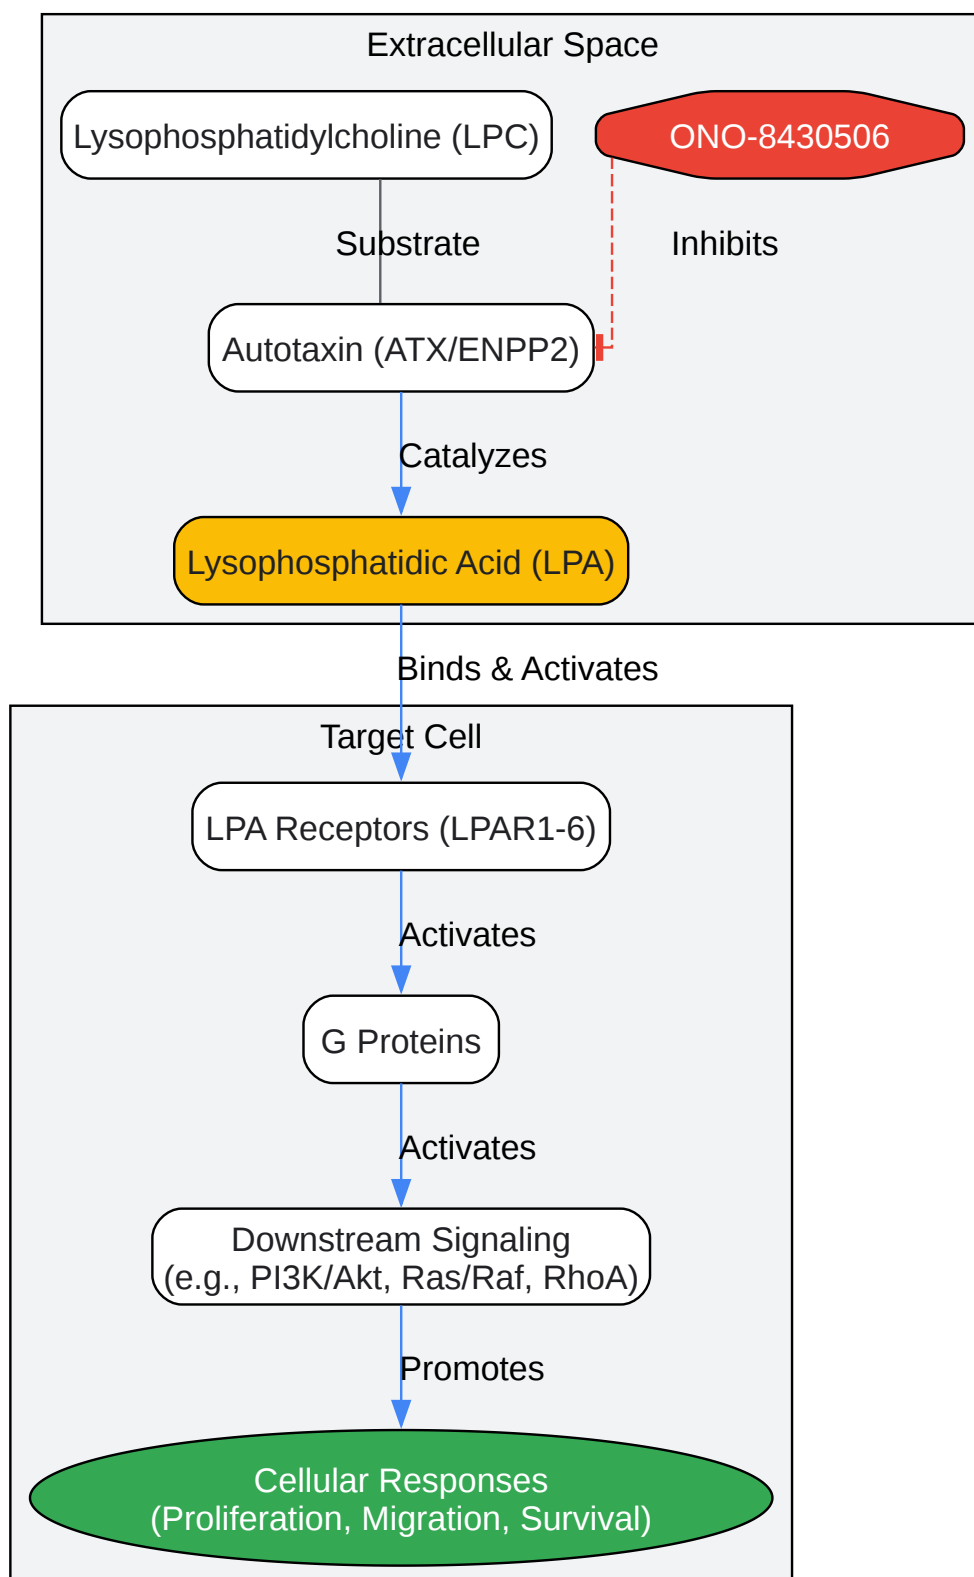 Extracellular Space
Lysophosphatidylcholine (LPC)
ONO-8430506
Substrate
Inhibits
Autotaxin (ATX/ENPP2)
Catalyzes
Lysophosphatidic Acid (LPA)
Binds & Activates
Target Cell
LPA Receptors (LPAR1-6)
Activates
G Proteins
Activates
Downstream Signaling
(e.g., PI3K/Akt, Ras/Raf, RhoA)
Promotes
Cellular Responses
(Proliferation, Migration, Survival)